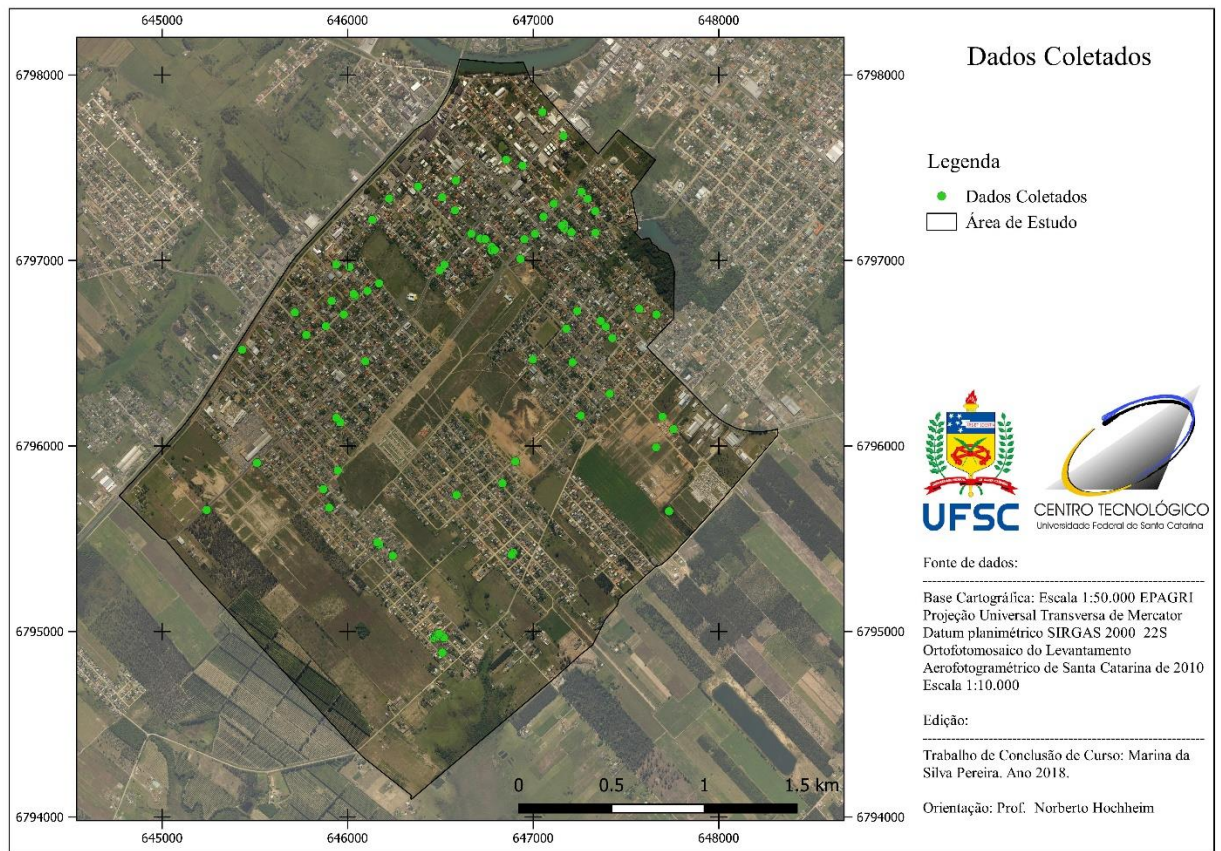 645000 646000 647000 648000
6798000 6798000
6797000 6797000
6796000 6796000
6795000 6795000
6794000 6794000
0 0.5 1 1.5 km
645000 646000 647000 648000
Dados Coletados
Legenda
Dados Coletados
Área de Estudo
UFSC
CENTRO TECNOLÓGICO
Universidade Federal de Santa Catarina
Fonte de dados:
Base Cartográfica: Escala 1:50.000 EPAGRI
Projeção Universal Transversa de Mercator
Datum planimétrico SIRGAS 2000 22S
Ortofotomosaico do Levantamento
Aerofotogramétrico de Santa Catarina de 2010
Escala 1:10.000
Edição:
Trabalho de Conclusão de Curso: Marina da
Silva Pereira. Ano 2018.
Orientação: Prof. Norberto Hochheim